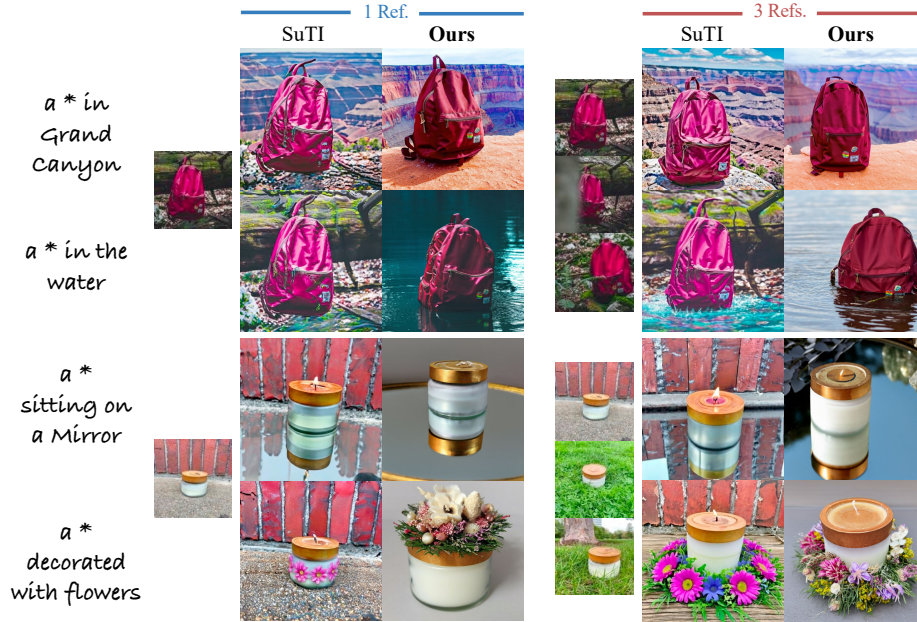 1 Ref.
3 Refs.
SuTI
Ours
SuTI
Ours
a * in
Grand
Canyon
a * in the
water
a *
sitting on
a Mirror
a *
decorated
with flowers